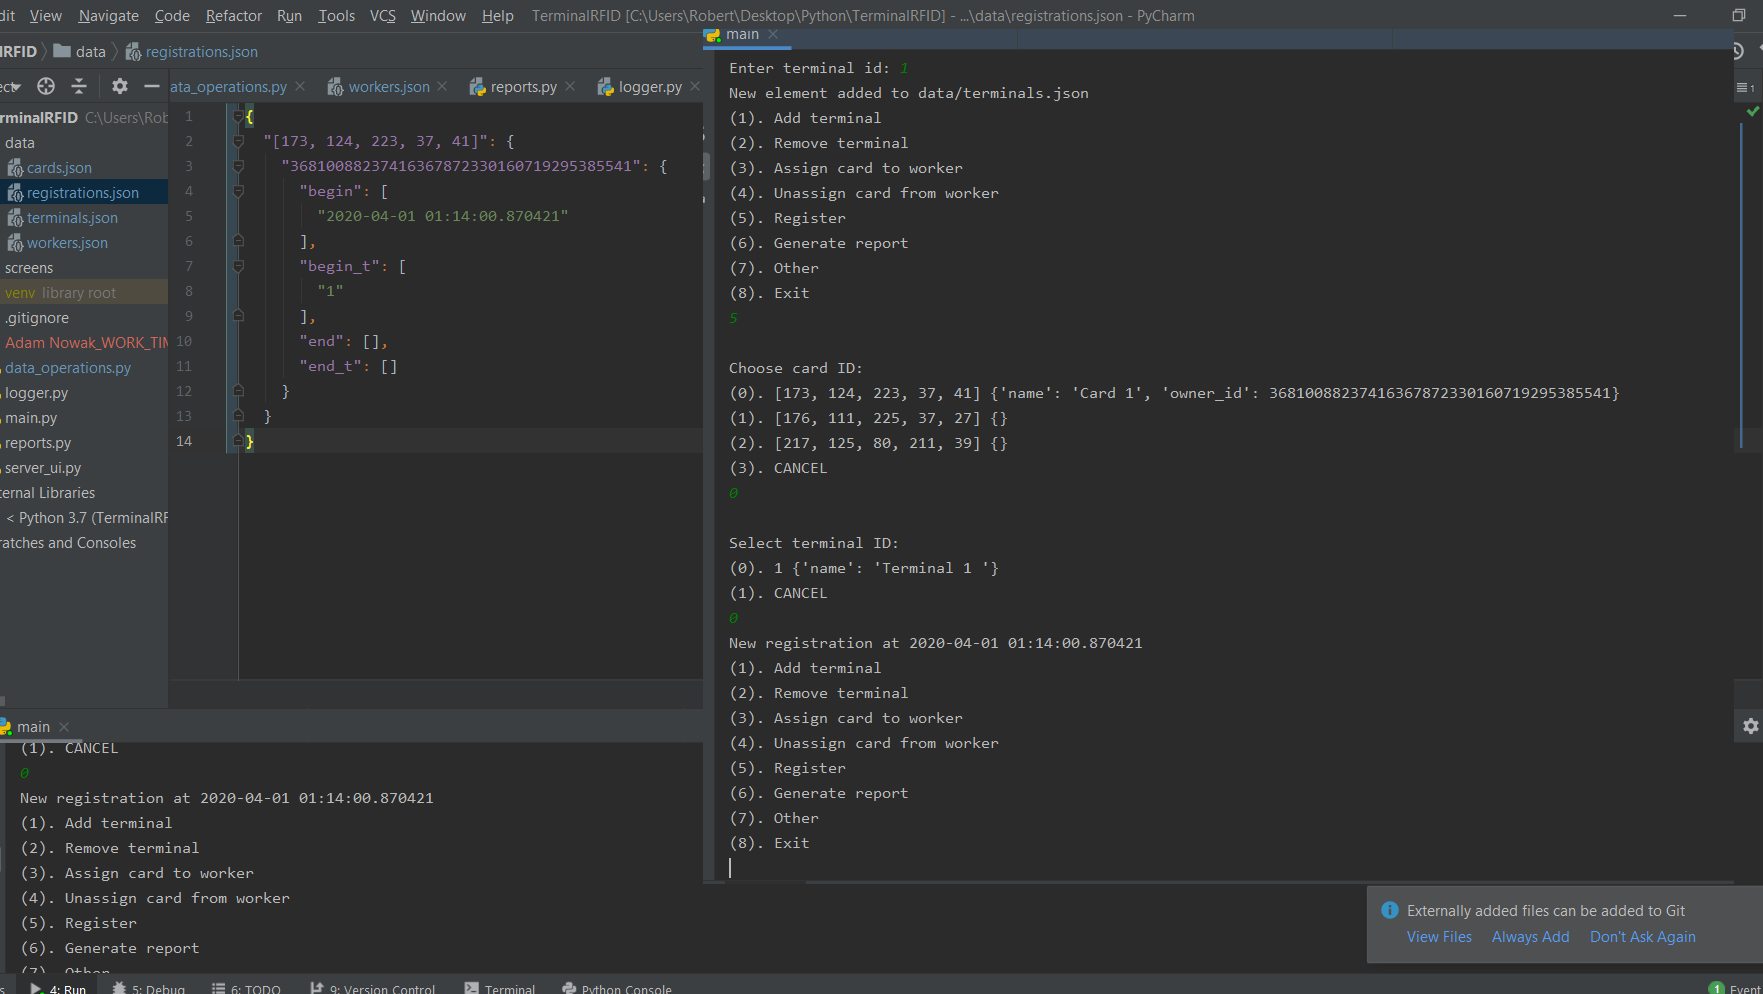 dit View Navigate Code Refactor Run Tools VCS Window Help TerminalRFID [C:\Users\Robert\Desktop\Python\TerminalRFID] - ...\data\registrations.json - PyCharm
lRFID data registrations.json
ata_operations.py workers.json reports.py logger.py
rminalRFID C:\Users\Rob
data
cards.json
registrations.json
terminals.json
workers.json
screens
venv library root
.gitignore
Adam Nowak_WORK_TIM
data_operations.py
logger.py
main.py
reports.py
server_ui.py
ernal Libraries
< Python 3.7 (TerminalRF
ratches and Consoles
1 {
2 "[173, 124, 223, 37, 41]": {
3 "36810088237416367872330160719295385541": {
4 "begin": [
5 "2020-04-01 01:14:00.870421"
6 ],
7 "begin_t": [
8 "1"
9 ],
10 "end": [],
11 "end_t": []
12 }
13 }
14 }
main
Enter terminal id: 1
New element added to data/terminals.json
(1). Add terminal
(2). Remove terminal
(3). Assign card to worker
(4). Unassign card from worker
(5). Register
(6). Generate report
(7). Other
(8). Exit
5
Choose card ID:
(0). [173, 124, 223, 37, 41] {'name': 'Card 1', 'owner_id': 36810088237416367872330160719295385541}
(1). [176, 111, 225, 37, 27] {}
(2). [217, 125, 80, 211, 39] {}
(3). CANCEL
0
Select terminal ID:
(0). 1 {'name': 'Terminal 1 '}
(1). CANCEL
0
New registration at 2020-04-01 01:14:00.870421
(1). Add terminal
(2). Remove terminal
(3). Assign card to worker
(4). Unassign card from worker
(5). Register
(6). Generate report
(7). Other
(8). Exit
main
(1). CANCEL
0
New registration at 2020-04-01 01:14:00.870421
(1). Add terminal
(2). Remove terminal
(3). Assign card to worker
(4). Unassign card from worker
(5). Register
(6). Generate report
(7). Other
Externally added files can be added to Git
View Files Always Add Don't Ask Again
4: Run 5: Debug 6: TODO 9: Version Control Terminal Python Console 1 Event